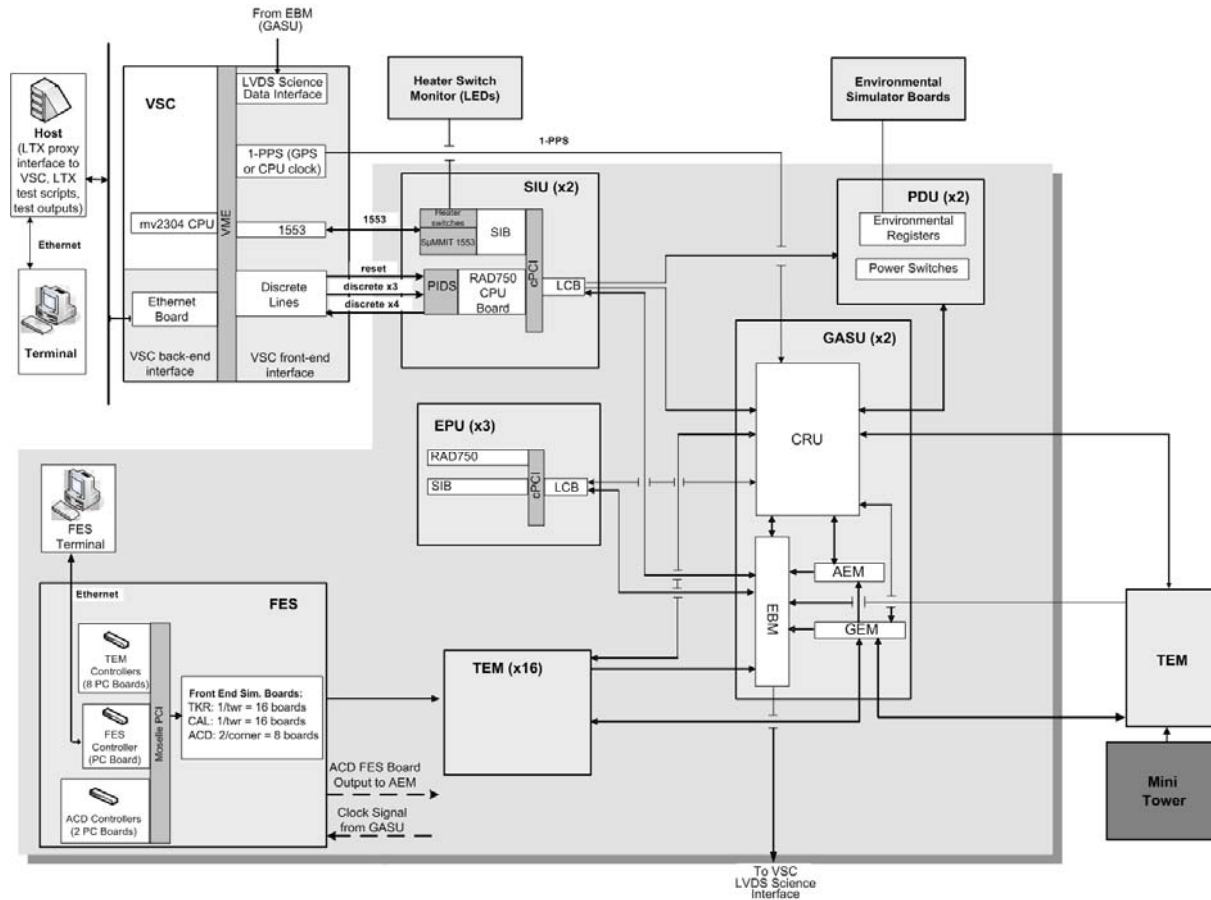 From EBM
(GASU)
VSC
LVDS Science
Data Interface
1-PPS (GPS
or CPU clock)
mv2304 CPU
VME
1553
Ethernet
Board
Discrete
Lines
VSC back-end
interface
VSC front-end
interface
Host
(LTX proxy
interface to
VSC, LTX
test scripts,
test outputs)
Ethernet
Terminal
Heater Switch
Monitor (LEDs)
Environmental
Simulator Boards
1-PPS
1553
reset
discrete x3
discrete x4
SIU (x2)
Heater
switches
SµMMIT 1553
SIB
PIDS
RAD750
CPU
Board
cPCI
LCB
PDU (x2)
Environmental
Registers
Power Switches
GASU (x2)
CRU
EBM
AEM
GEM
EPU (x3)
RAD750
SIB
cPCI
LCB
FES
Terminal
Ethernet
FES
TEM
Controllers
(8 PC Boards)
FES
Controller
(PC Board)
ACD Controllers
(2 PC Boards)
Moselle PCI
Front End Sim. Boards:
TKR: 1/twr = 16 boards
CAL: 1/twr = 16 boards
ACD: 2/corner = 8 boards
ACD FES Board
Output to AEM
Clock Signal
from GASU
TEM (x16)
TEM
Mini
Tower
To VSC
LVDS Science
Interface